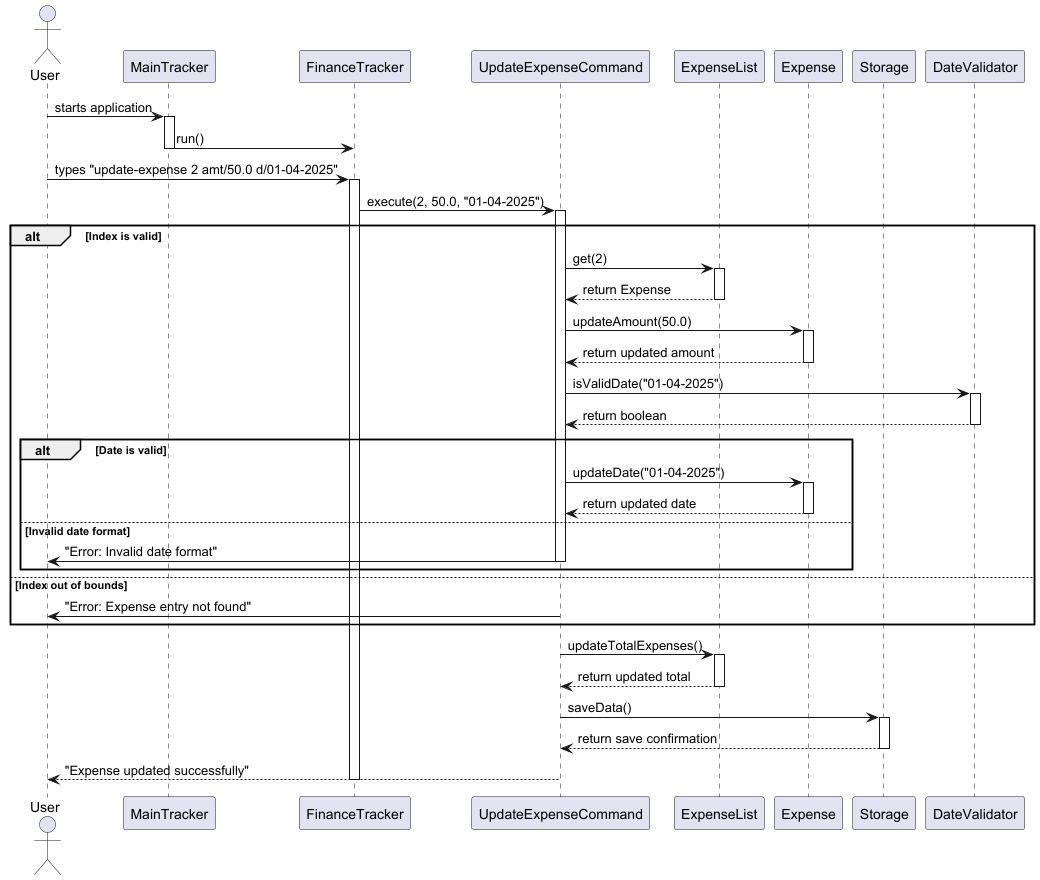 User
MainTracker
FinanceTracker
UpdateExpenseCommand
ExpenseList
Expense
Storage
DateValidator
starts application
run()
types "update-expense 2 amt/50.0 d/01-04-2025"
execute(2, 50.0, "01-04-2025")
alt
[Index is valid]
get(2)
return Expense
updateAmount(50.0)
return updated amount
isValidDate("01-04-2025")
return boolean
alt
[Date is valid]
updateDate("01-04-2025")
return updated date
[Invalid date format]
"Error: Invalid date format"
[Index out of bounds]
"Error: Expense entry not found"
updateTotalExpenses()
return updated total
saveData()
return save confirmation
"Expense updated successfully"
User
MainTracker
FinanceTracker
UpdateExpenseCommand
ExpenseList
Expense
Storage
DateValidator